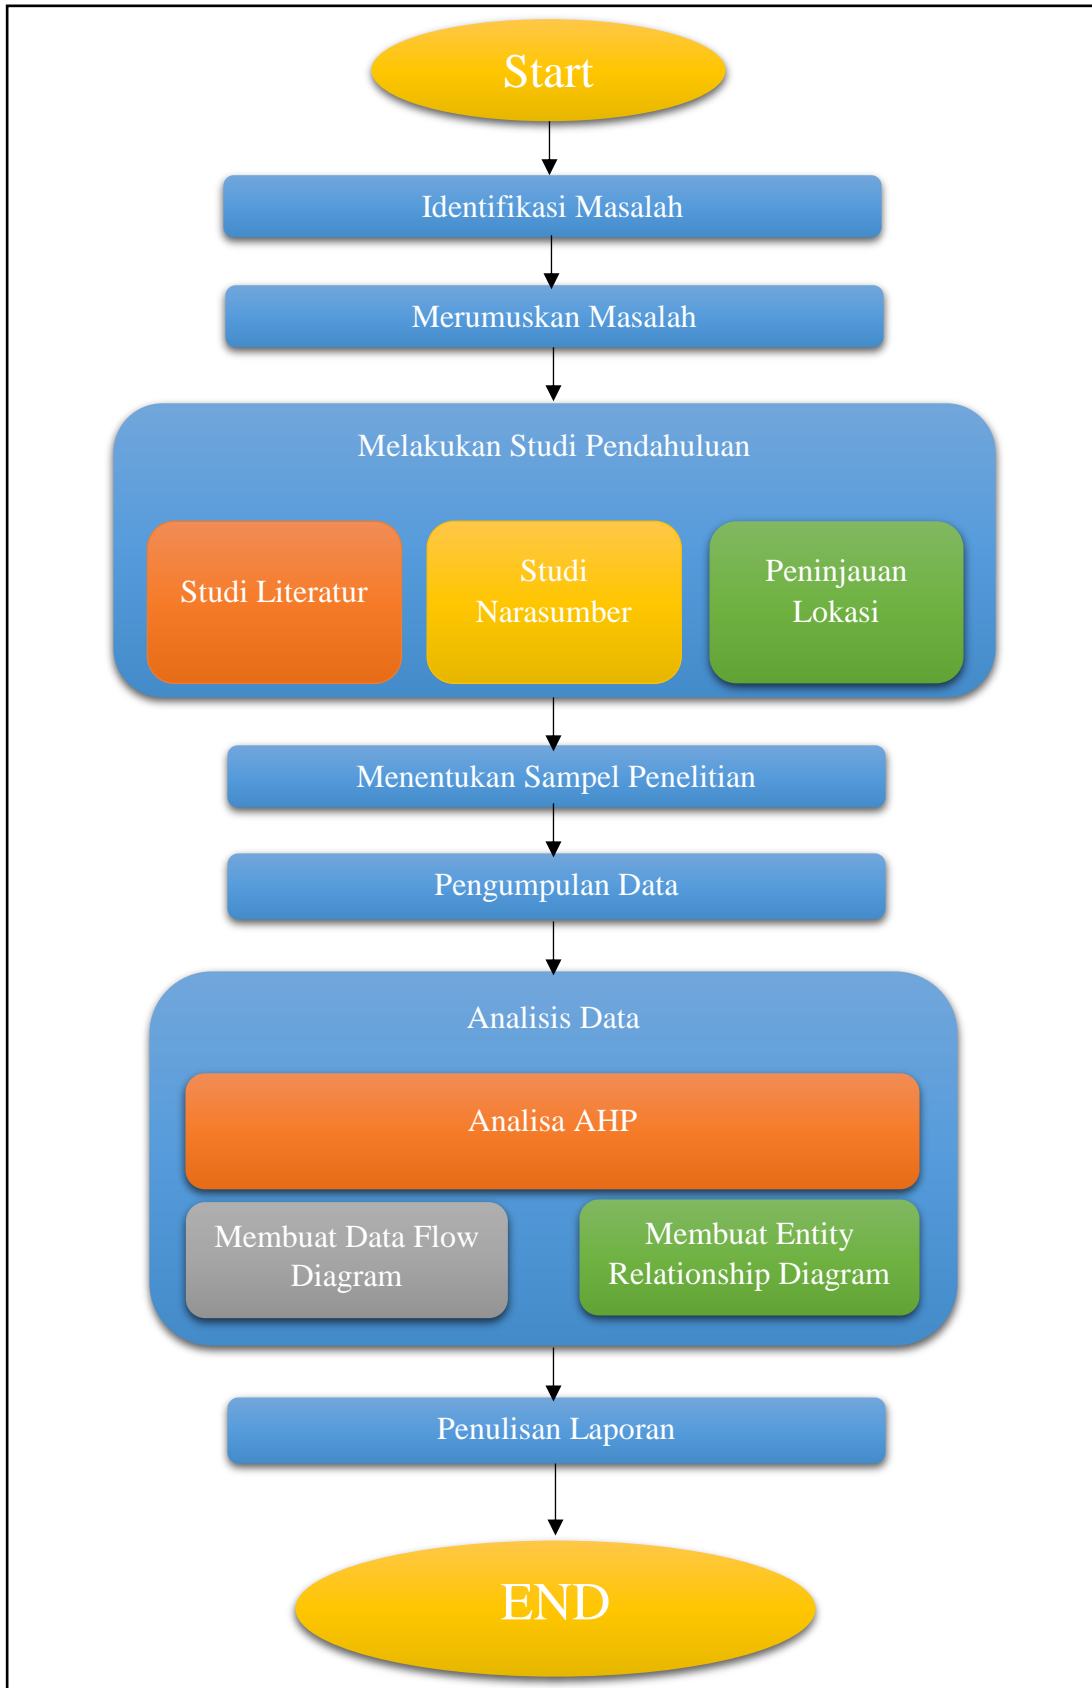 Start
Identifikasi Masalah
Merumuskan Masalah
Melakukan Studi Pendahuluan
Studi Literatur
Studi
Narasumber
Peninjauan
Lokasi
Menentukan Sampel Penelitian
Pengumpulan Data
Analisis Data
Analisa AHP
Membuat Data Flow
Diagram
Membuat Entity
Relationship Diagram
Penulisan Laporan
END